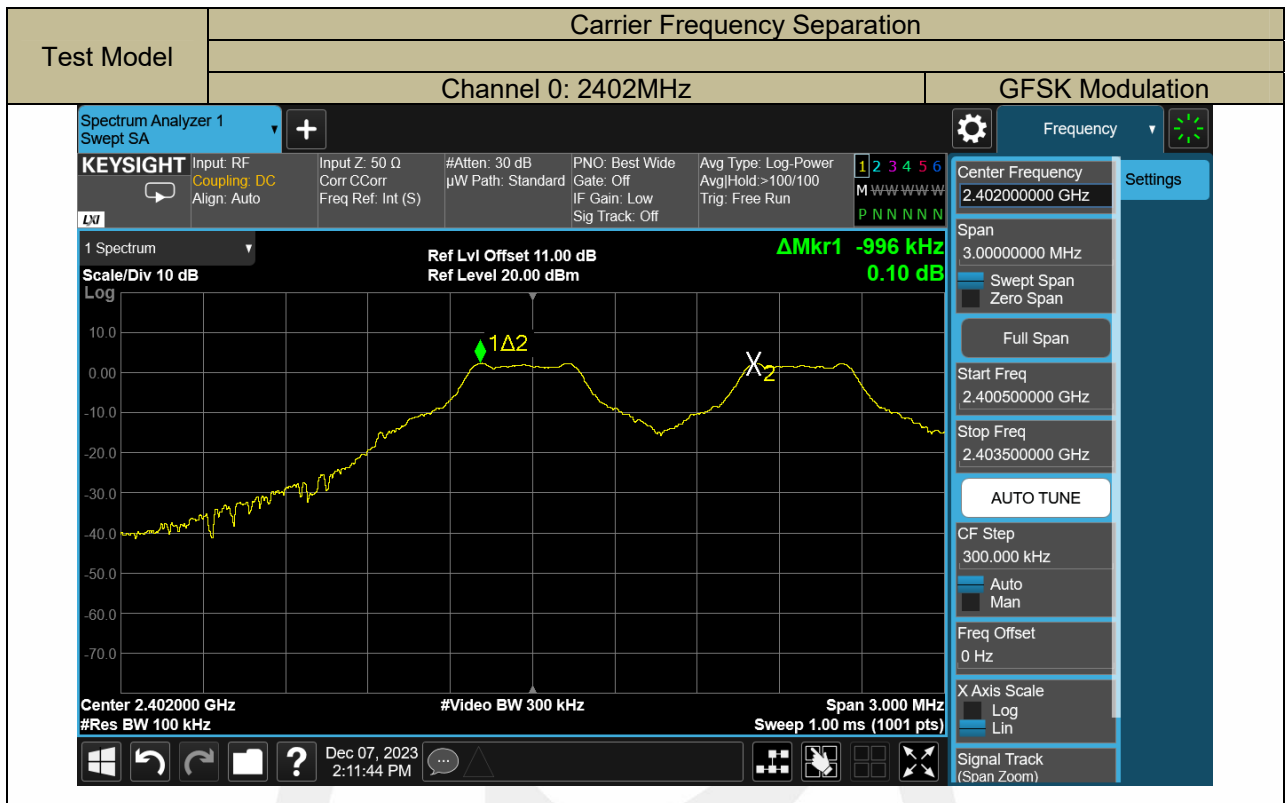 Test Model
Carrier Frequency Separation
Channel 0: 2402MHz
GFSK Modulation
Spectrum Analyzer 1
Swept SA
Frequency
KEYSIGHT
LXI
Input: RF
Coupling: DC
Align: Auto
Input Z: 50 Ω
Corr CCorr
Freq Ref: Int (S)
#Atten: 30 dB
µW Path: Standard
PNO: Best Wide
Gate: Off
IF Gain: Low
Sig Track: Off
Avg Type: Log-Power
Avg|Hold:>100/100
Trig: Free Run
1 2 3 4 5 6
M W W W W W
P N N N N N
1 Spectrum
Scale/Div 10 dB
Log
Ref Lvl Offset 11.00 dB
Ref Level 20.00 dBm
ΔMkr1 -996 kHz
0.10 dB
10.0
0.00
-10.0
-20.0
-30.0
-40.0
-50.0
-60.0
-70.0
1Δ2
X2
Center 2.402000 GHz
#Res BW 100 kHz
#Video BW 300 kHz
Span 3.000 MHz
Sweep 1.00 ms (1001 pts)
Dec 07, 2023
2:11:44 PM
Center Frequency
2.402000000 GHz
Settings
Span
3.00000000 MHz
Swept Span
Zero Span
Full Span
Start Freq
2.400500000 GHz
Stop Freq
2.403500000 GHz
AUTO TUNE
CF Step
300.000 kHz
Auto
Man
Freq Offset
0 Hz
X Axis Scale
Log
Lin
Signal Track
(Span Zoom)